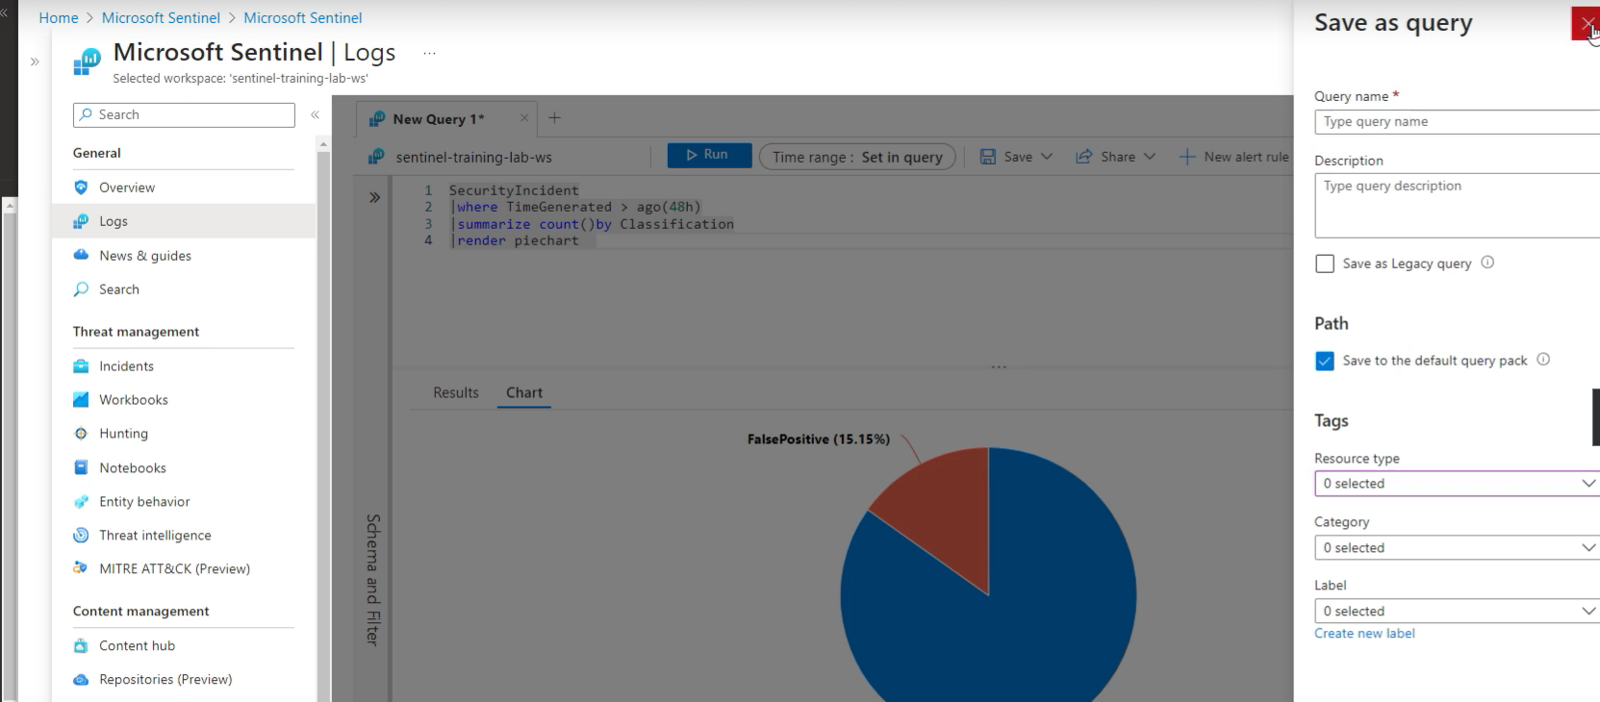 Home > Microsoft Sentinel > Microsoft Sentinel
Microsoft Sentinel | Logs ...
Selected workspace: 'sentinel-training-lab-ws'
Search
General
Overview
Logs
News & guides
Search
Threat management
Incidents
Workbooks
Hunting
Notebooks
Entity behavior
Threat intelligence
MITRE ATT&CK (Preview)
Content management
Content hub
Repositories (Preview)
New Query 1*
sentinel-training-lab-ws
Run
Time range : Set in query
Save
Share
New alert rule
1 SecurityIncident
2 |where TimeGenerated > ago(48h)
3 |summarize count()by Classification
4 |render piechart
Schema and Filter
Results
Chart
FalsePositive (15.15%)
Save as query
Query name *
Type query name
Description
Type query description
Save as Legacy query
Path
Save to the default query pack
Tags
Resource type
0 selected
Category
0 selected
Label
0 selected
Create new label